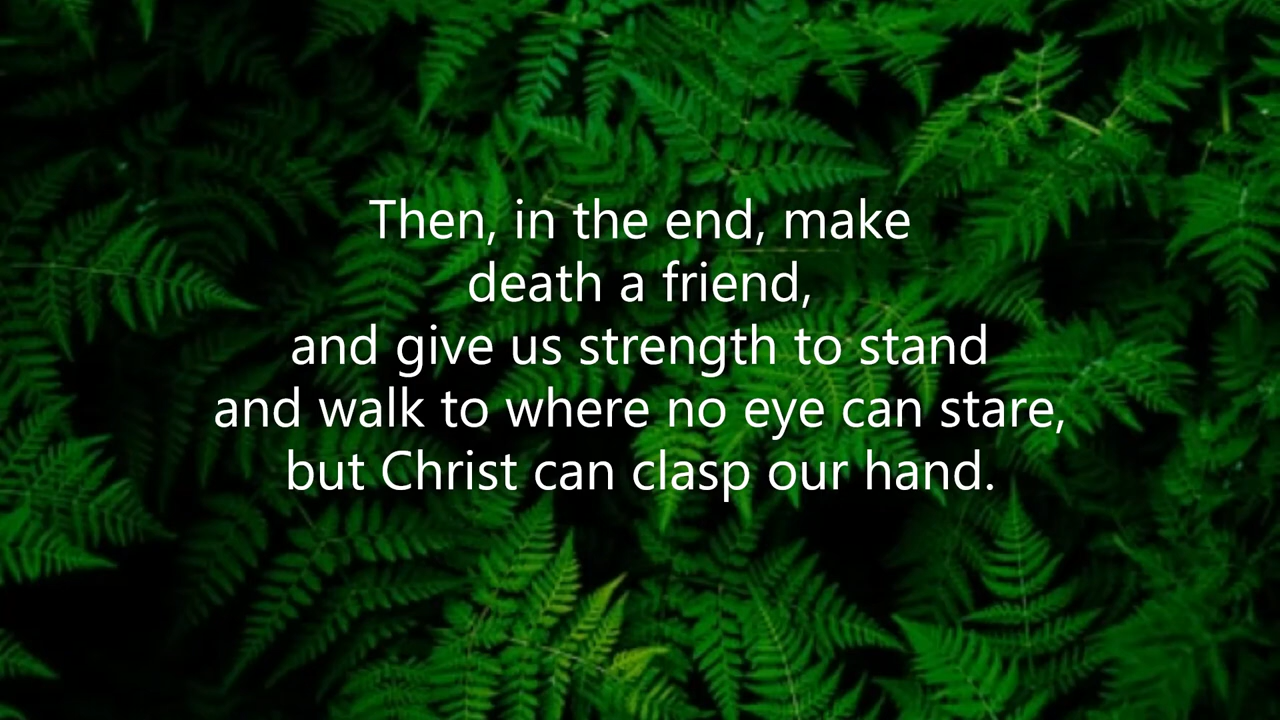 Then, in the end, make
death a friend,
and give us strength to stand
and walk to where no eye can stare,
but Christ can clasp our hand.